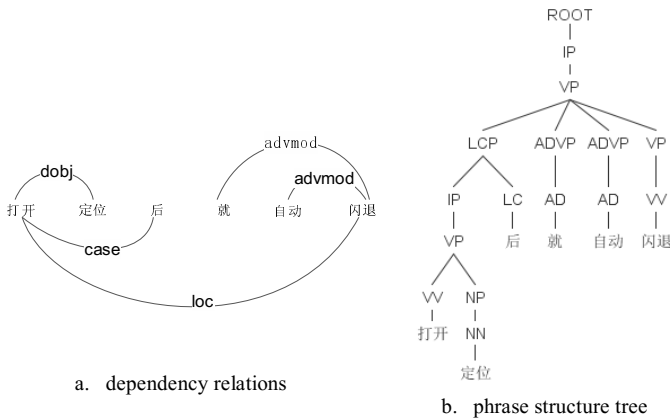 advmod
dobj
advmod
打开 定位 后 就 自动 闪退
case
loc
a. dependency relations
ROOT
IP
VP
LCP ADVP ADVP VP
IP LC AD AD VV
VP 后 就 自动 闪退
VV NP
打开 NN
定位
b. phrase structure tree